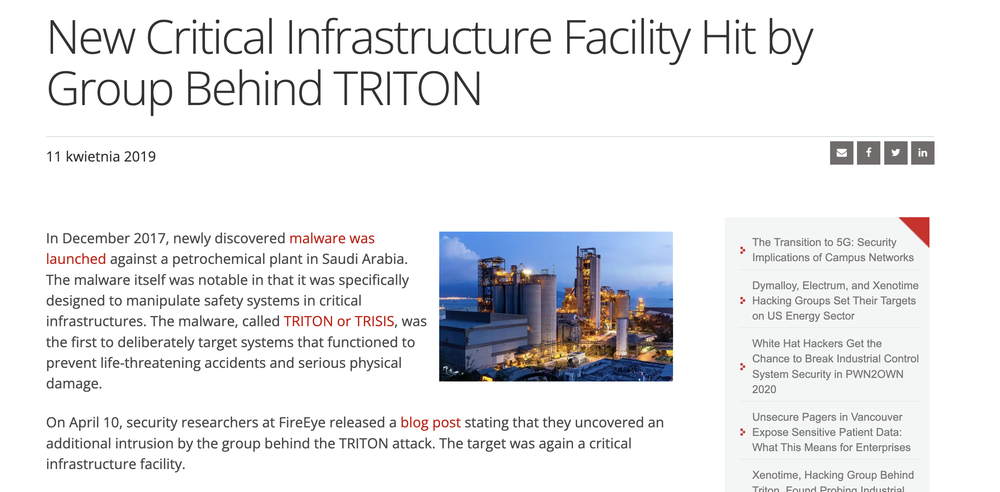 New Critical Infrastructure Facility Hit by
Group Behind TRITON
11 kwietnia 2019
In December 2017, newly discovered malware was
launched against a petrochemical plant in Saudi Arabia.
The malware itself was notable in that it was specifically
designed to manipulate safety systems in critical
infrastructures. The malware, called TRITON or TRISIS, was
the first to deliberately target systems that functioned to
prevent life-threatening accidents and serious physical
damage.
On April 10, security researchers at FireEye released a blog post stating that they uncovered an
additional intrusion by the group behind the TRITON attack. The target was again a critical
infrastructure facility.
The Transition to 5G: Security
Implications of Campus Networks
Dymalloy, Electrum, and Xenotime
Hacking Groups Set Their Targets
on US Energy Sector
White Hat Hackers Get the
Chance to Break Industrial Control
System Security in PWN2OWN
2020
Unsecure Pagers in Vancouver
Expose Sensitive Patient Data:
What This Means for Enterprises
Xenotime, Hacking Group Behind
Triton, Found Probing Industrial